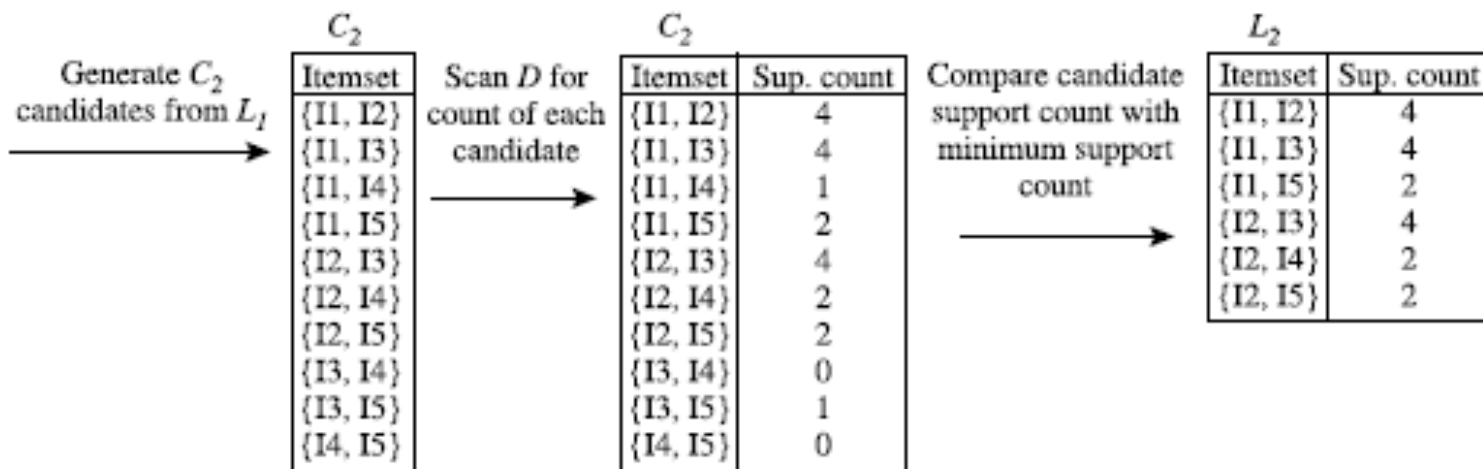 Generate C2
candidates from L1
C2
Itemset
{I1, I2}
{I1, I3}
{I1, I4}
{I1, I5}
{I2, I3}
{I2, I4}
{I2, I5}
{I3, I4}
{I3, I5}
{I4, I5}
Scan D for
count of each
candidate
C2
Itemset Sup. count
{I1, I2} 4
{I1, I3} 4
{I1, I4} 1
{I1, I5} 2
{I2, I3} 4
{I2, I4} 2
{I2, I5} 2
{I3, I4} 0
{I3, I5} 1
{I4, I5} 0
Compare candidate
support count with
minimum support
count
L2
Itemset Sup. count
{I1, I2} 4
{I1, I3} 4
{I1, I5} 2
{I2, I3} 4
{I2, I4} 2
{I2, I5} 2